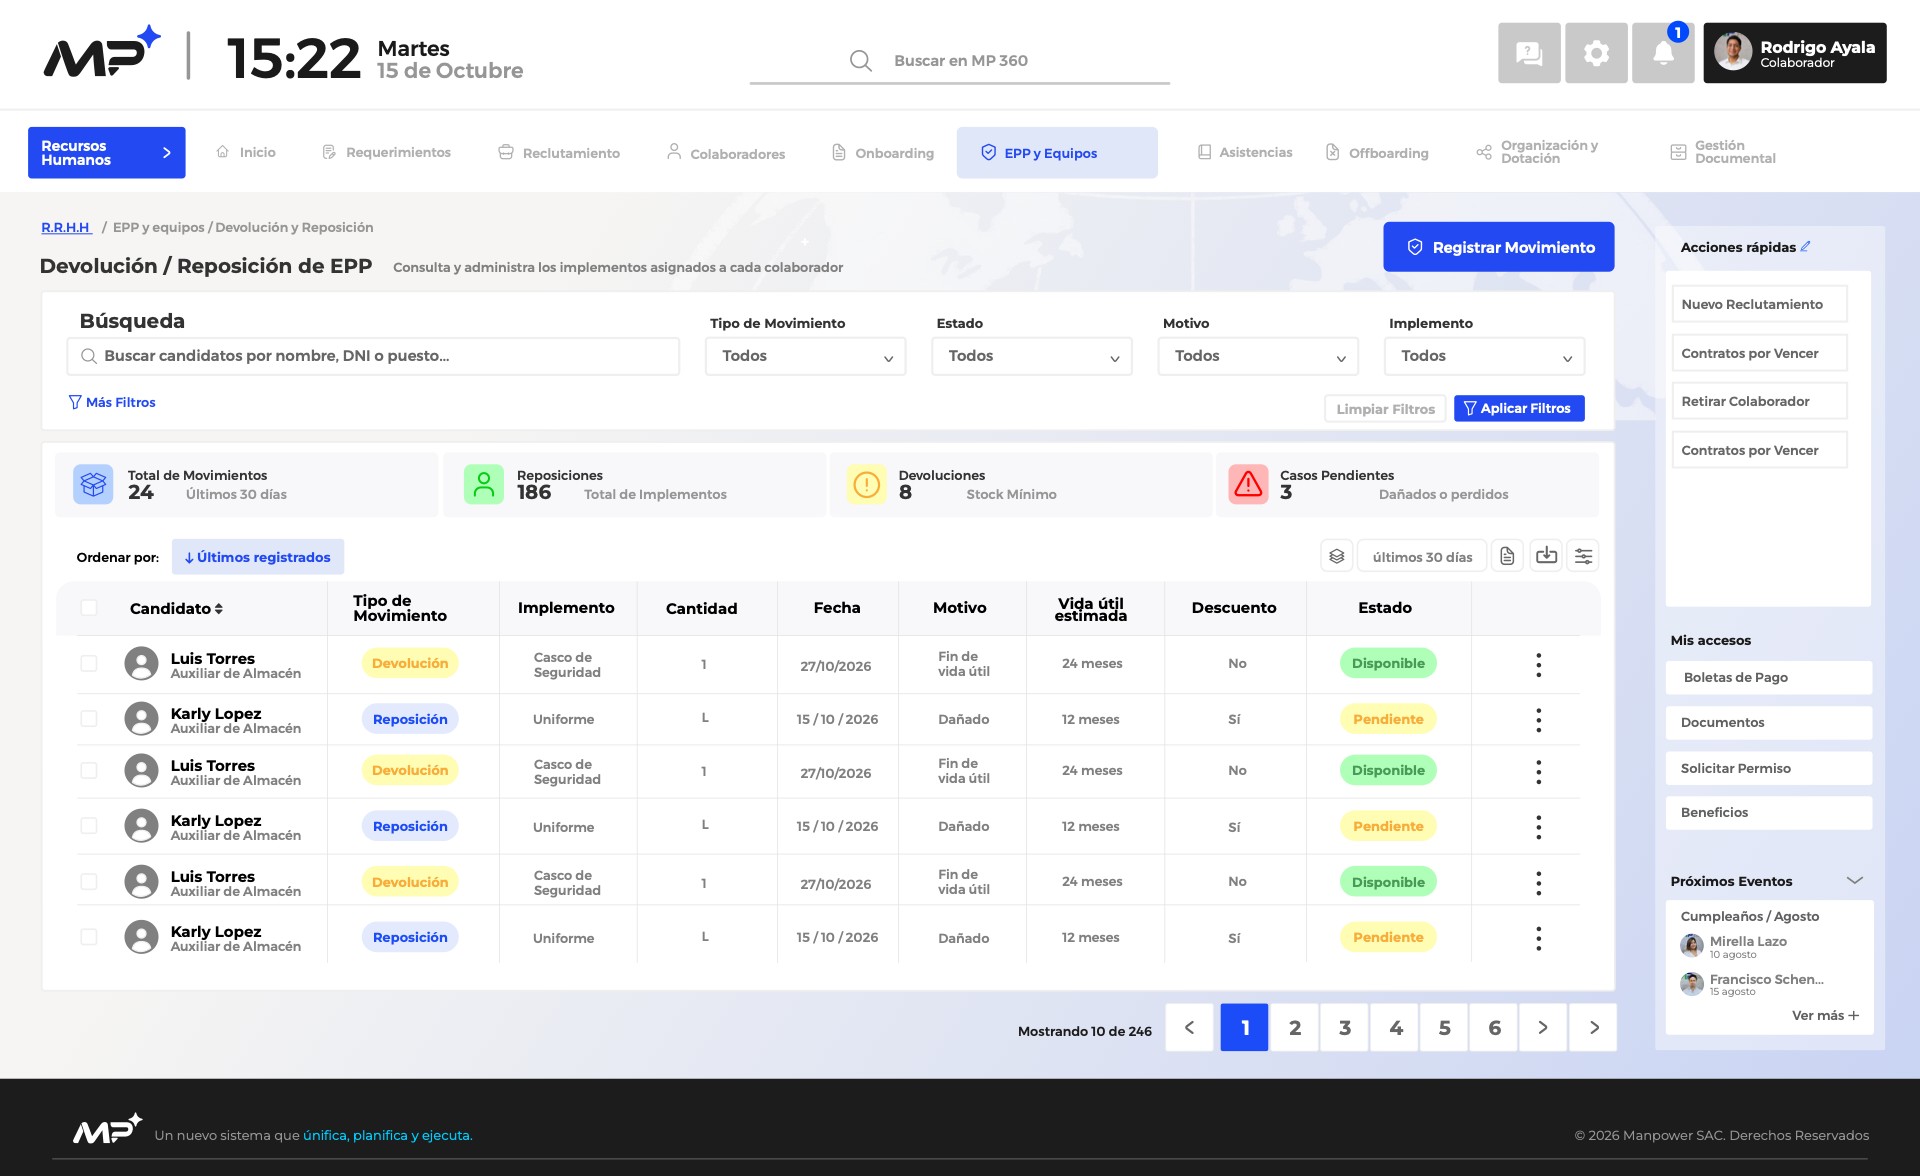 MP
15:22
Martes
15 de Octubre
Buscar en MP 360
?
1
Rodrigo Ayala
Colaborador
Recursos
Humanos
Inicio
Requerimientos
Reclutamiento
Colaboradores
Onboarding
EPP y Equipos
Asistencias
Offboarding
Organización y
Dotación
Gestión
Documental
R.R.H.H / EPP y equipos / Devolución y Reposición
Devolución / Reposición de EPP
Consulta y administra los implementos asignados a cada colaborador
Registrar Movimiento
Búsqueda
Buscar candidatos por nombre, DNI o puesto...
Tipo de Movimiento
Todos
Estado
Todos
Motivo
Todos
Implemento
Todos
Más Filtros
Limpiar Filtros
Aplicar Filtros
Total de Movimientos
24 Últimos 30 días
Reposiciones
186 Total de Implementos
Devoluciones
8 Stock Mínimo
Casos Pendientes
3 Dañados o perdidos
Ordenar por:
Últimos registrados
últimos 30 días
Candidato
Tipo de
Movimiento
Implemento
Cantidad
Fecha
Motivo
Vida útil
estimada
Descuento
Estado
Luis Torres
Auxiliar de Almacén
Devolución
Casco de
Seguridad
1
27/10/2026
Fin de
vida útil
24 meses
No
Disponible
Karly Lopez
Auxiliar de Almacén
Reposición
Uniforme
L
15 / 10 / 2026
Dañado
12 meses
Sí
Pendiente
Luis Torres
Auxiliar de Almacén
Devolución
Casco de
Seguridad
1
27/10/2026
Fin de
vida útil
24 meses
No
Disponible
Karly Lopez
Auxiliar de Almacén
Reposición
Uniforme
L
15 / 10 / 2026
Dañado
12 meses
Sí
Pendiente
Luis Torres
Auxiliar de Almacén
Devolución
Casco de
Seguridad
1
27/10/2026
Fin de
vida útil
24 meses
No
Disponible
Karly Lopez
Auxiliar de Almacén
Reposición
Uniforme
L
15 / 10 / 2026
Dañado
12 meses
Sí
Pendiente
Mostrando 10 de 246
< 1 2 3 4 5 6 > >
Acciones rápidas
Nuevo Reclutamiento
Contratos por Vencer
Retirar Colaborador
Contratos por Vencer
Mis accesos
Boletas de Pago
Documentos
Solicitar Permiso
Beneficios
Próximos Eventos
Cumpleaños / Agosto
Mirella Lazo
10 agosto
Francisco Schen...
15 agosto
Ver más +
MP
Un nuevo sistema que únifica, planifica y ejecuta.
© 2026 Manpower SAC. Derechos Reservados